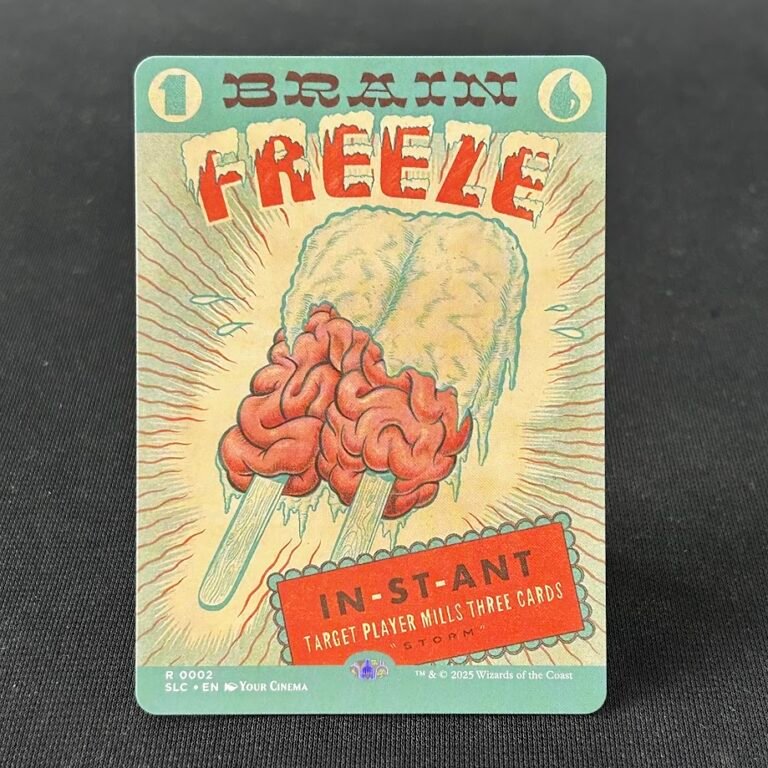 1
BRAIN
FREEZE
IN-ST-ANT
TARGET PLAYER MILLS THREE CARDS
"STORM"
R 0002
SLC • EN YOUR CINEMA
™ & © 2025 Wizards of the Coast